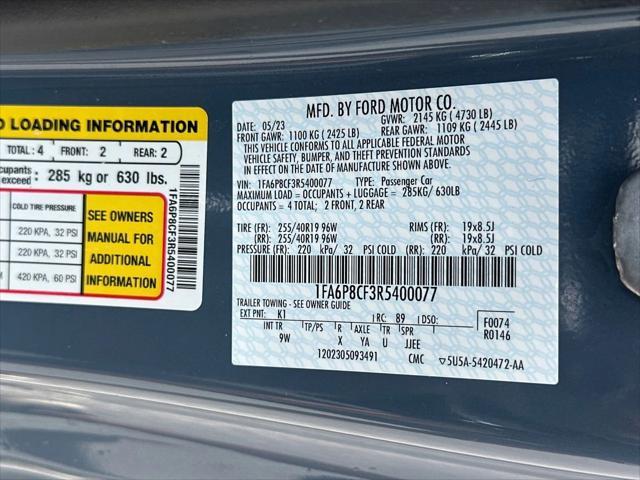 D LOADING INFORMATION
TOTAL: 4 FRONT: 2 REAR: 2
cupants
exceed : 285 kg or 630 lbs.
COLD TIRE PRESSURE
220 KPA, 32 PSI
220 KPA, 32 PSI
420 KPA, 60 PSI
SEE OWNERS
MANUAL FOR
ADDITIONAL
INFORMATION
1FA6P8CF3R5400077
MFD. BY FORD MOTOR CO.
DATE: 05/23 GVWR: 2145 KG ( 4730 LB)
FRONT GAWR: 1100 KG ( 2425 LB) REAR GAWR: 1109 KG ( 2445 LB)
THIS VEHICLE CONFORMS TO ALL APPLICABLE FEDERAL MOTOR
VEHICLE SAFETY, BUMPER, AND THEFT PREVENTION STANDARDS
IN EFFECT ON THE DATE OF MANUFACTURE SHOWN ABOVE.
VIN: 1FA6P8CF3R5400077 TYPE: Passenger Car
MAXIMUM LOAD = OCCUPANTS + LUGGAGE = 285KG/ 630LB
OCCUPANTS = 4 TOTAL; 2 FRONT, 2 REAR
TIRE (FR): 255/40R19 96W RIMS (FR): 19x8.5J
(RR): 255/40R19 96W (RR): 19x8.5J
PRESSURE (FR): 220 kPa/ 32 PSI COLD (RR): 220 kPa/ 32 PSI COLD
1FA6P8CF3R5400077
TRAILER TOWING - SEE OWNER GUIDE
EXT PNT: K1 RC: 89 DSO: F0074
R0146
INT TR TP/PS R AXLE TR SPR
9W X YA U JJEE
120230509349​1 CMC 5U5A-5420472-AA